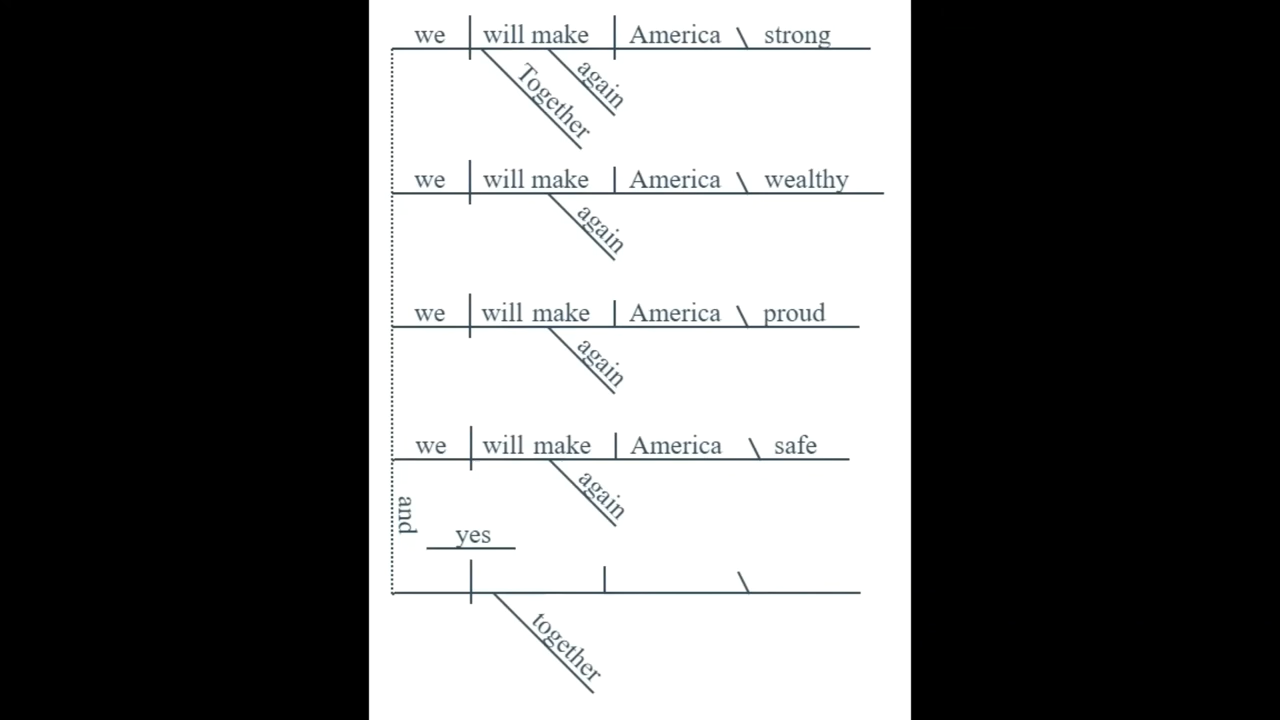 we will make America strong
Together again
we will make America wealthy
again
we will make America proud
again
we will make America safe
again
and
yes
together